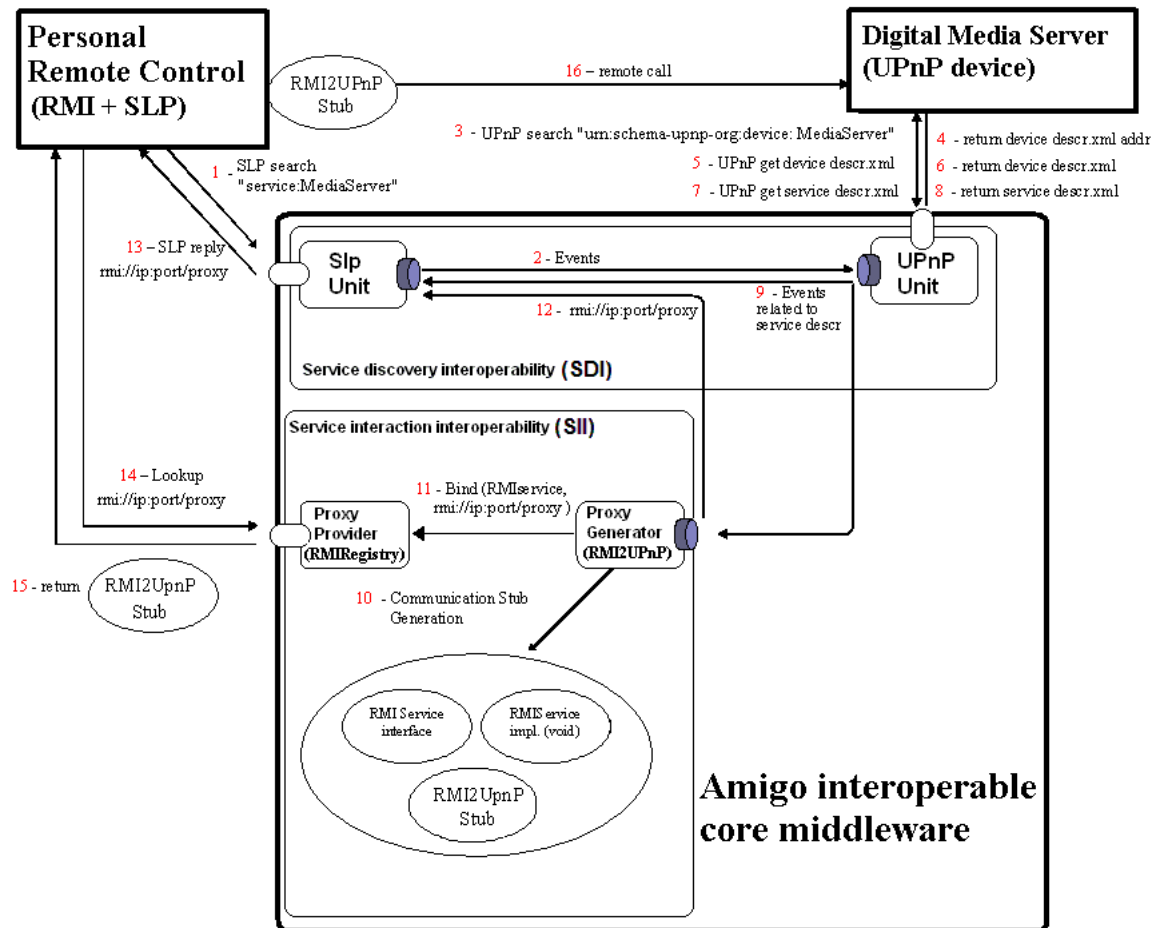 Personal
Remote Control
(RMI + SLP)
RMI2UPnP
Stub
16 – remote call
Digital Media Server
(UPnP device)
3 - UPnP search "urn:schema-upnp-org:device: MediaServer"
5 - UPnP get device descr.xml
7 - UPnP get service descr.xml
4 - return device descr.xml addr
6 - return device descr.xml
8 - return service descr.xml
1 - SLP search
"service:MediaServer"
13 – SLP reply
rmi://ip:port/proxy
Slp
Unit
2 - Events
UPnP
Unit
9 - Events
related to
service descr
12 - rmi://ip:port/proxy
Service discovery interoperability (SDI)
Service interaction interoperability (SII)
14 – Lookup
rmi://ip:port/proxy
11 - Bind (RMIservice,
rmi://ip:port/proxy )
Proxy
Provider
(RMIRegistry)
Proxy
Generator
(RMI2UPnP)
15 - return
RMI2UpnP
Stub
10 - Communication Stub
Generation
RMI Service
interface
RMIService
impl. (void)
RMI2UpnP
Stub
Amigo interoperable
core middleware